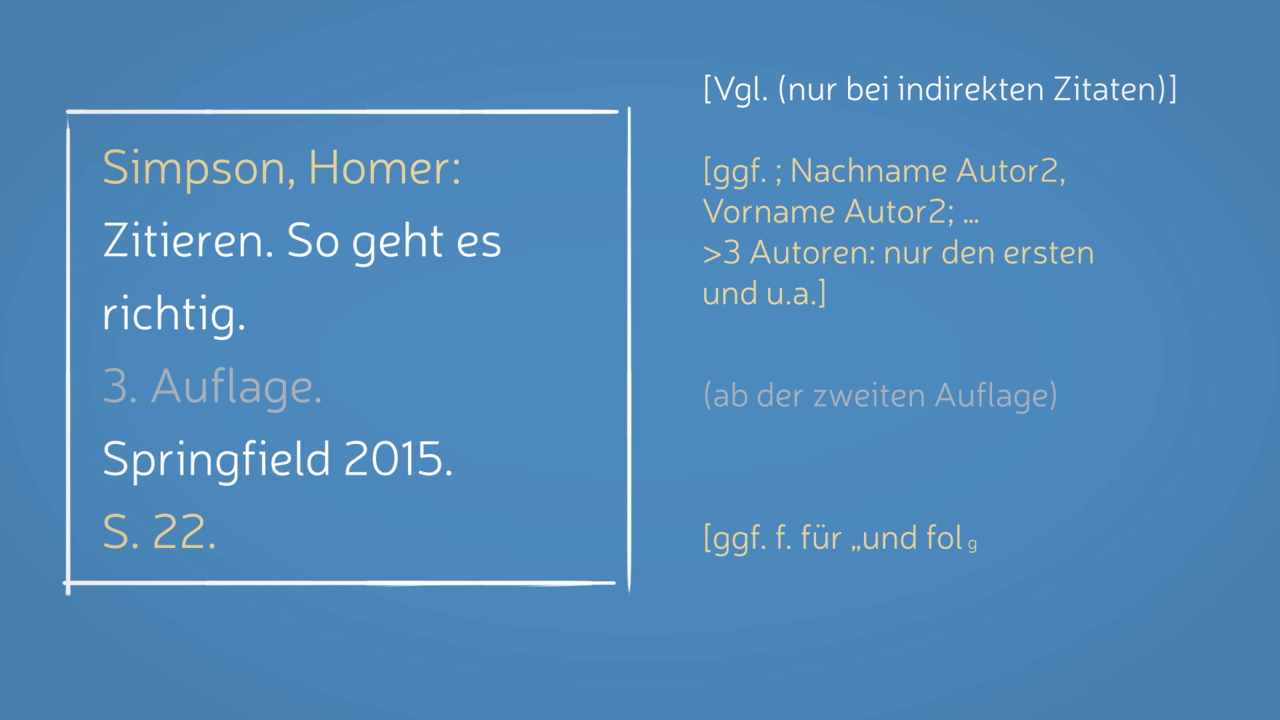 Simpson, Homer:
Zitieren. So geht es
richtig.
3. Auflage.
Springfield 2015.
S. 22.
[Vgl. (nur bei indirekten Zitaten)]
[ggf. ; Nachname Autor2,
Vorname Autor2; ...
>3 Autoren: nur den ersten
und u.a.]
(ab der zweiten Auflage)
[ggf. f. für „und folg